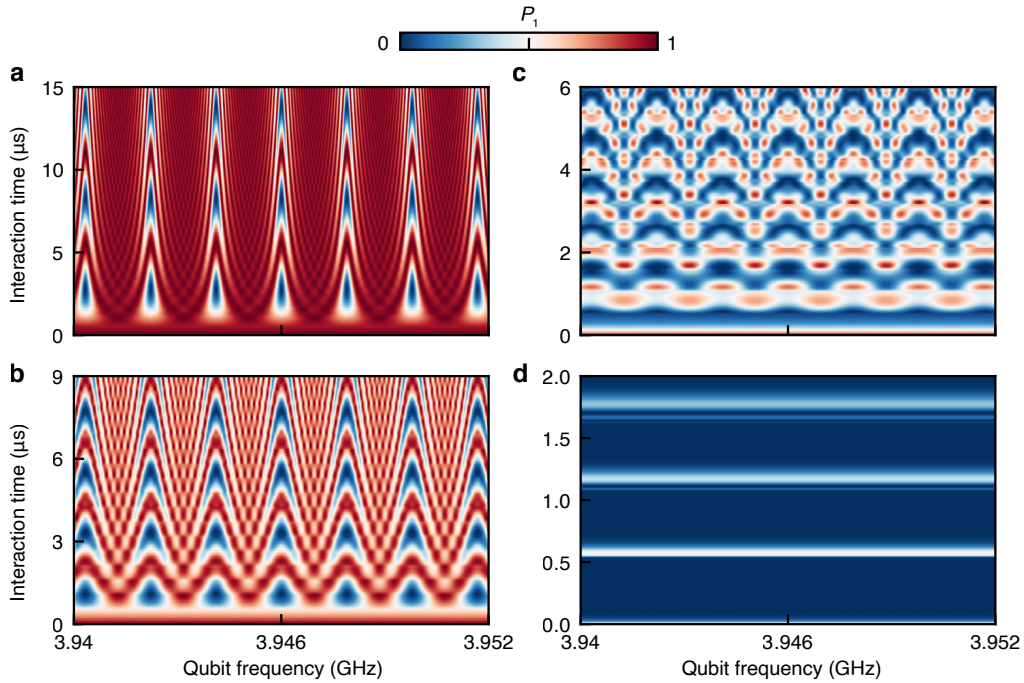 P1
0 1
a
15
10
5
0
Interaction time (μs)
c
6
4
2
0
b
9
6
3
0
Interaction time (μs)
3.94 3.946 3.952
Qubit frequency (GHz)
d
2.0
1.5
1.0
0.5
0.0
3.94 3.946 3.952
Qubit frequency (GHz)